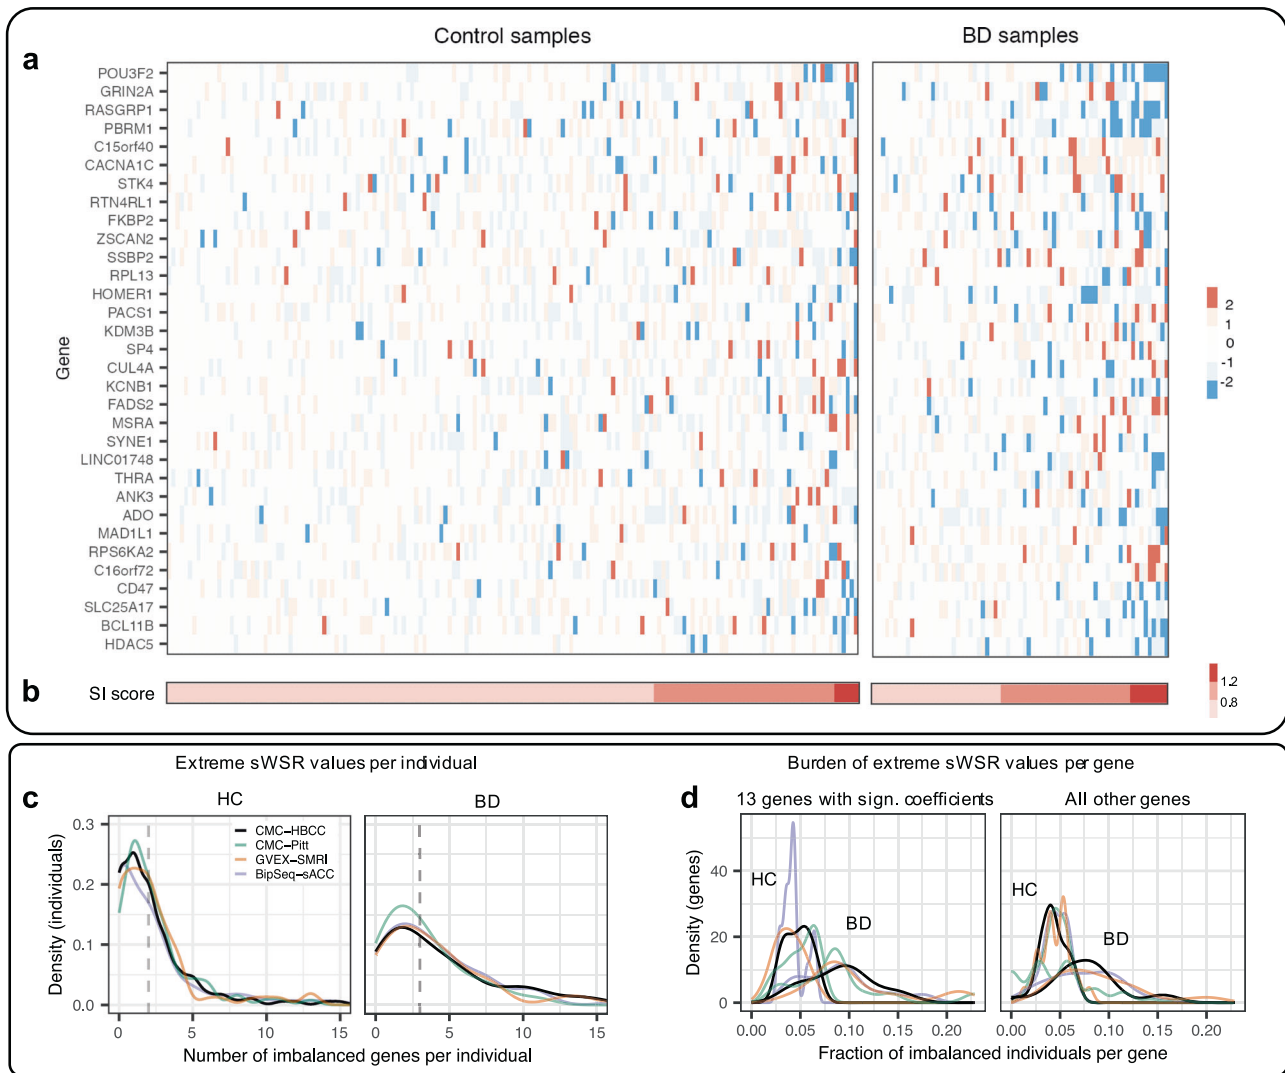 Control samples
BD samples
a
POU3F2
GRIN2A
RASGRP1
PBRM1
C15orf40
CACNA1C
STK4
RTN4RL1
FKBP2
ZSCAN2
SSBP2
RPL13
HOMER1
PACS1
KDM3B
SP4
CUL4A
KCNB1
FADS2
MSRA
SYNE1
LINC01748
THRA
ANK3
ADO
MAD1L1
RPS6KA2
C16orf72
CD47
SLC25A17
BCL11B
HDAC5
Gene
2
1
0
-1
-2
b
SI score
1.2
0.8
Extreme sWSR values per individual
c
HC
BD
CMC−HBCC
CMC−Pitt
GVEX−SMRI
BipSeq−sACC
0.3
0.2
0.1
0.0
Density (individuals)
0 5 10 15
0 5 10 15
Number of imbalanced genes per individual
Burden of extreme sWSR values per gene
d
13 genes with sign. coefficients
All other genes
HC
BD
HC
BD
40
20
0
Density (genes)
0.00 0.05 0.10 0.15 0.20
0.00 0.05 0.10 0.15 0.20
Fraction of imbalanced individuals per gene